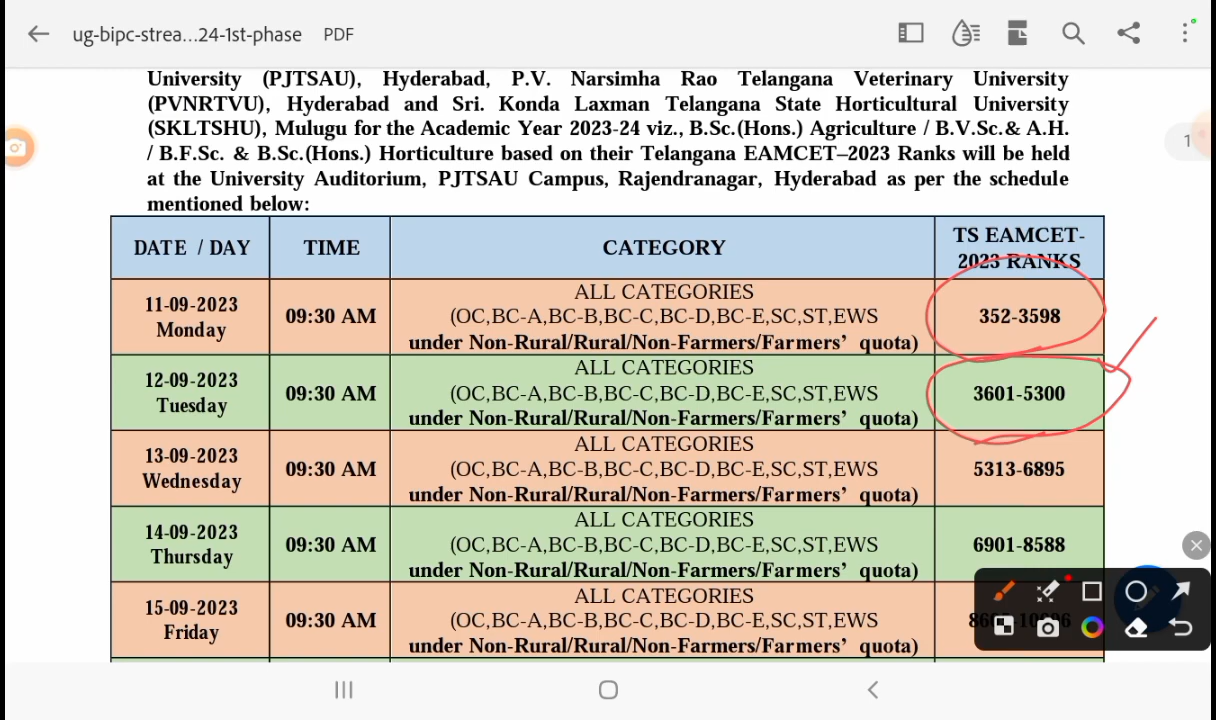 ug-bipc-strea...24-1st-phase PDF
1
University (PJTSAU), Hyderabad, P.V. Narsimha Rao Telangana Veterinary University
(PVNRTVU), Hyderabad and Sri. Konda Laxman Telangana State Horticultural University
(SKLTSHU), Mulugu for the Academic Year 2023-24 viz., B.Sc.(Hons.) Agriculture / B.V.Sc.& A.H.
/ B.F.Sc. & B.Sc.(Hons.) Horticulture based on their Telangana EAMCET–2023 Ranks will be held
at the University Auditorium, PJTSAU Campus, Rajendranagar, Hyderabad as per the schedule
mentioned below:
DATE / DAY TIME CATEGORY TS EAMCET-
2023 RANKS
11-09-2023
Monday
09:30 AM
ALL CATEGORIES
(OC,BC-A,BC-B,BC-C,BC-D,BC-E,SC,ST,EWS
under Non-Rural/Rural/Non-Farmers/Farmers’ quota)
352-3598
12-09-2023
Tuesday
09:30 AM
ALL CATEGORIES
(OC,BC-A,BC-B,BC-C,BC-D,BC-E,SC,ST,EWS
under Non-Rural/Rural/Non-Farmers/Farmers’ quota)
3601-5300
13-09-2023
Wednesday
09:30 AM
ALL CATEGORIES
(OC,BC-A,BC-B,BC-C,BC-D,BC-E,SC,ST,EWS
under Non-Rural/Rural/Non-Farmers/Farmers’ quota)
5313-6895
14-09-2023
Thursday
09:30 AM
ALL CATEGORIES
(OC,BC-A,BC-B,BC-C,BC-D,BC-E,SC,ST,EWS
under Non-Rural/Rural/Non-Farmers/Farmers’ quota)
6901-8588
15-09-2023
Friday
09:30 AM
ALL CATEGORIES
(OC,BC-A,BC-B,BC-C,BC-D,BC-E,SC,ST,EWS
under Non-Rural/Rural/Non-Farmers/Farmers’ quota)